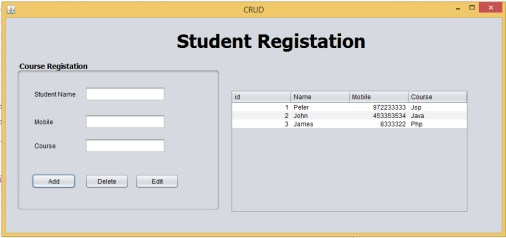 CRUD
Student Registation
Course Registation
Student Name
Mobile
Course
Add Delete Edit
id Name Mobile Course
1 Peter 972233333 Jsp
2 John 453353534 Java
3 James 8333322 Php